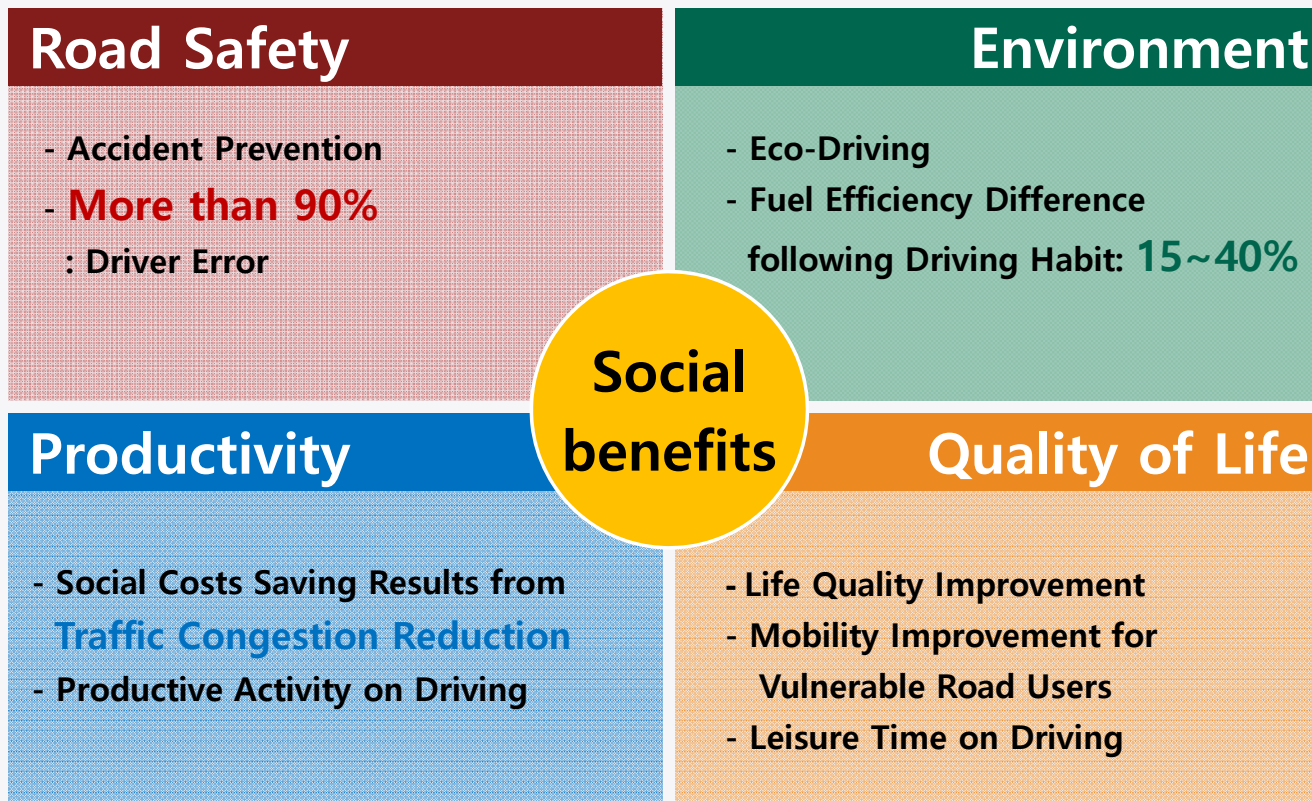 Road Safety
- Accident Prevention
- More than 90%
: Driver Error
Environment
- Eco-Driving
- Fuel Efficiency Difference
following Driving Habit: 15~40%
Social
benefits
Productivity
- Social Costs Saving Results from
Traffic Congestion Reduction
- Productive Activity on Driving
Quality of Life
- Life Quality Improvement
- Mobility Improvement for
Vulnerable Road Users
- Leisure Time on Driving